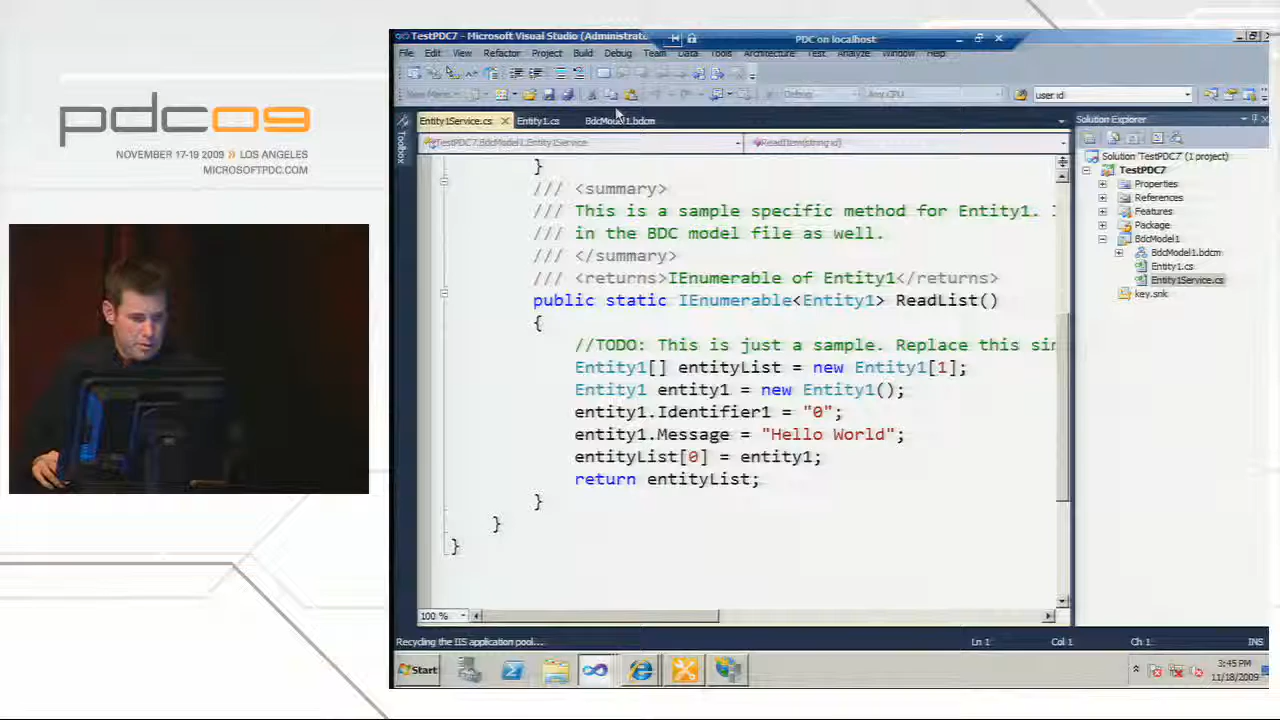 pdc09
NOVEMBER 17-19 2009 » LOS ANGELES
MICROSOFTPDC.COM
TestPDC7 - Microsoft Visual Studio (Administrato
PDC on localhost
File Edit View Refactor Project Build Debug Team Data Tools Architecture Test Analyze Window Help
Debug Any CPU user id
Entity1Service.cs Entity1.cs BdcModel1.bdcm
TestPDC7.BdcModel1.Entity1Service ReadItem(string id)
Toolbox
}
/// <summary>
/// This is a sample specific method for Entity1.
/// in the BDC model file as well.
/// </summary>
/// <returns>IEnumerable of Entity1</returns>
public static IEnumerable<Entity1> ReadList()
{
//TODO: This is just a sample. Replace this sim
Entity1[] entityList = new Entity1[1];
Entity1 entity1 = new Entity1();
entity1.Identifier1 = "0";
entity1.Message = "Hello World";
entityList[0] = entity1;
return entityList;
}
}
}
100 %
Solution Explorer
Solution 'TestPDC7' (1 project)
TestPDC7
Properties
References
Features
Package
BdcModel1
BdcModel1.bdcm
Entity1.cs
Entity1Service.cs
key.snk
Recycling the IIS application pool... Ln 1 Col 1 Ch 1 INS
Start
3:45 PM
11/18/2009